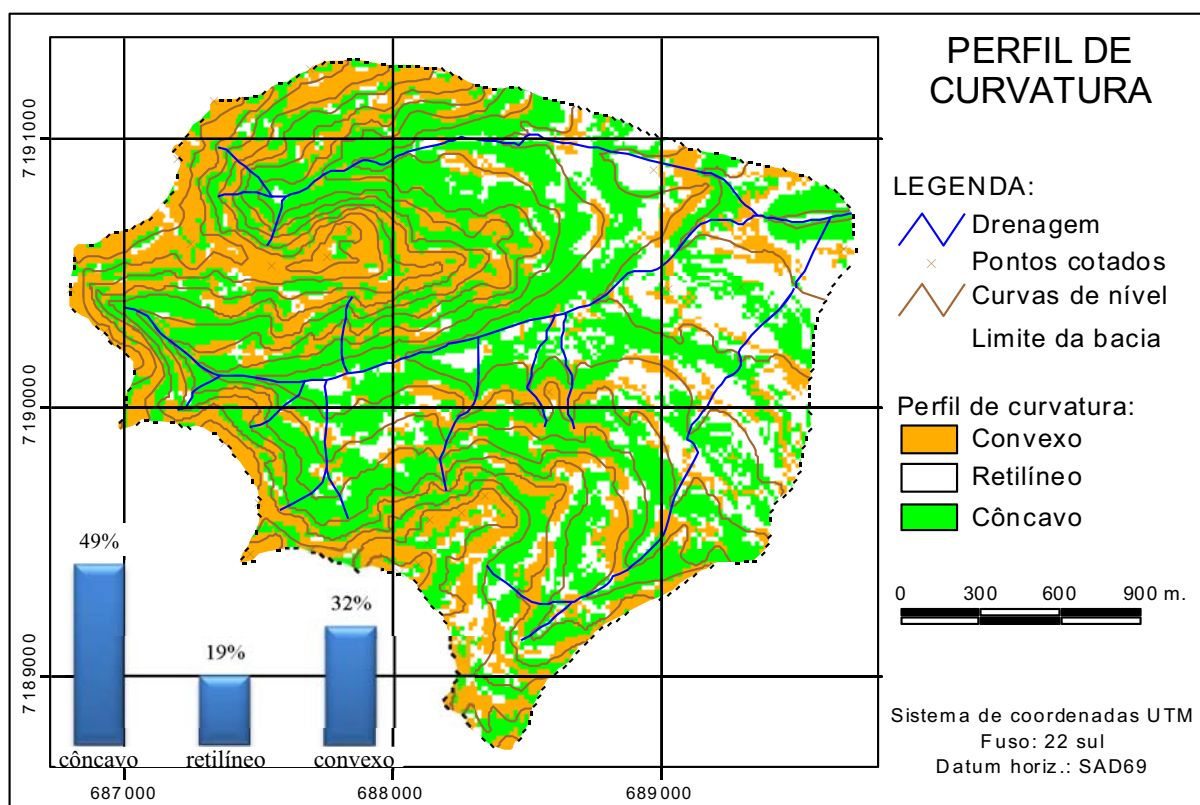 PERFIL DE
CURVATURA
LEGENDA:
Drenagem
Pontos cotados
Curvas de nível
Limite da bacia
Perfil de curvatura:
Convexo
Retilíneo
Côncavo
0 300 600 900 m.
Sistema de coordenadas UTM
Fuso: 22 sul
Datum horiz.: SAD69
7191000
7190000
7189000
49%
19%
32%
côncavo retilíneo convexo
687000 688000 689000